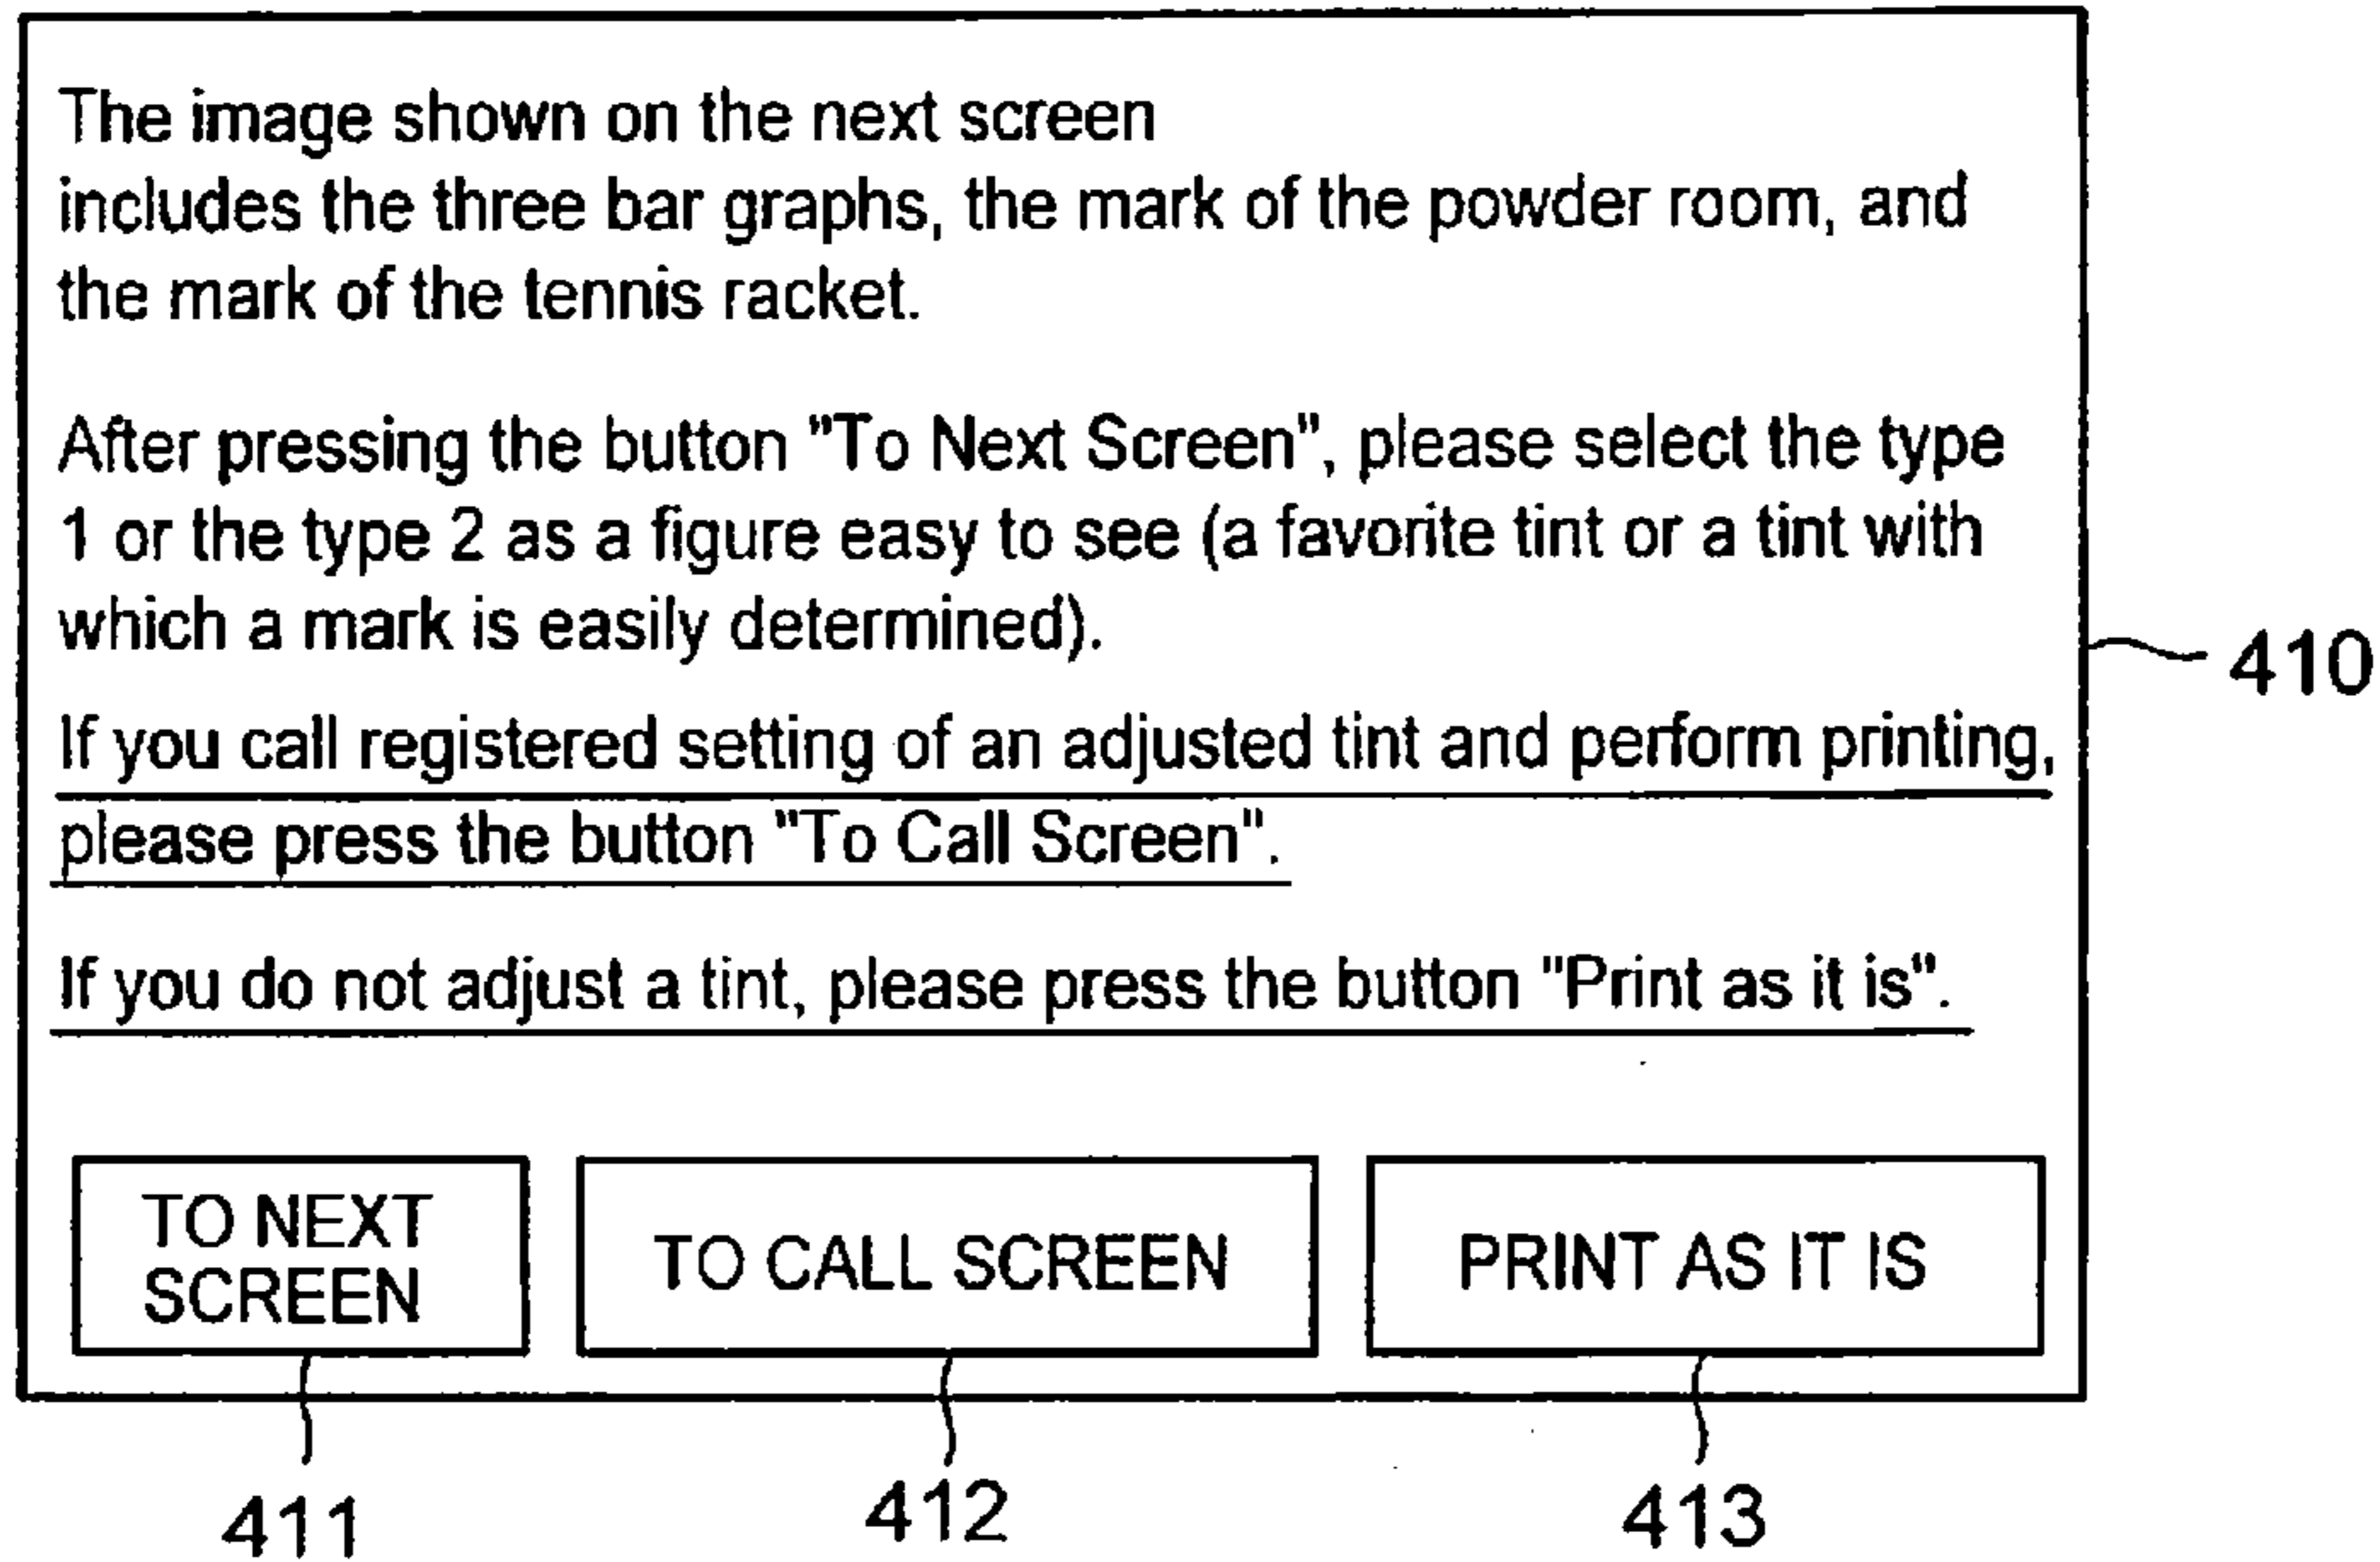 The image shown on the next screen
includes the three bar graphs, the mark of the powder room, and
the mark of the tennis racket.
After pressing the button "To Next Screen", please select the type
1 or the type 2 as a figure easy to see (a favorite tint or a tint with
which a mark is easily determined).
410
If you call registered setting of an adjusted tint and perform printing,
please press the button "To Call Screen".
If you do not adjust a tint, please press the button "Print as it is".
TO NEXT
SCREEN
TO CALL SCREEN
PRINT AS IT IS
411
412
413